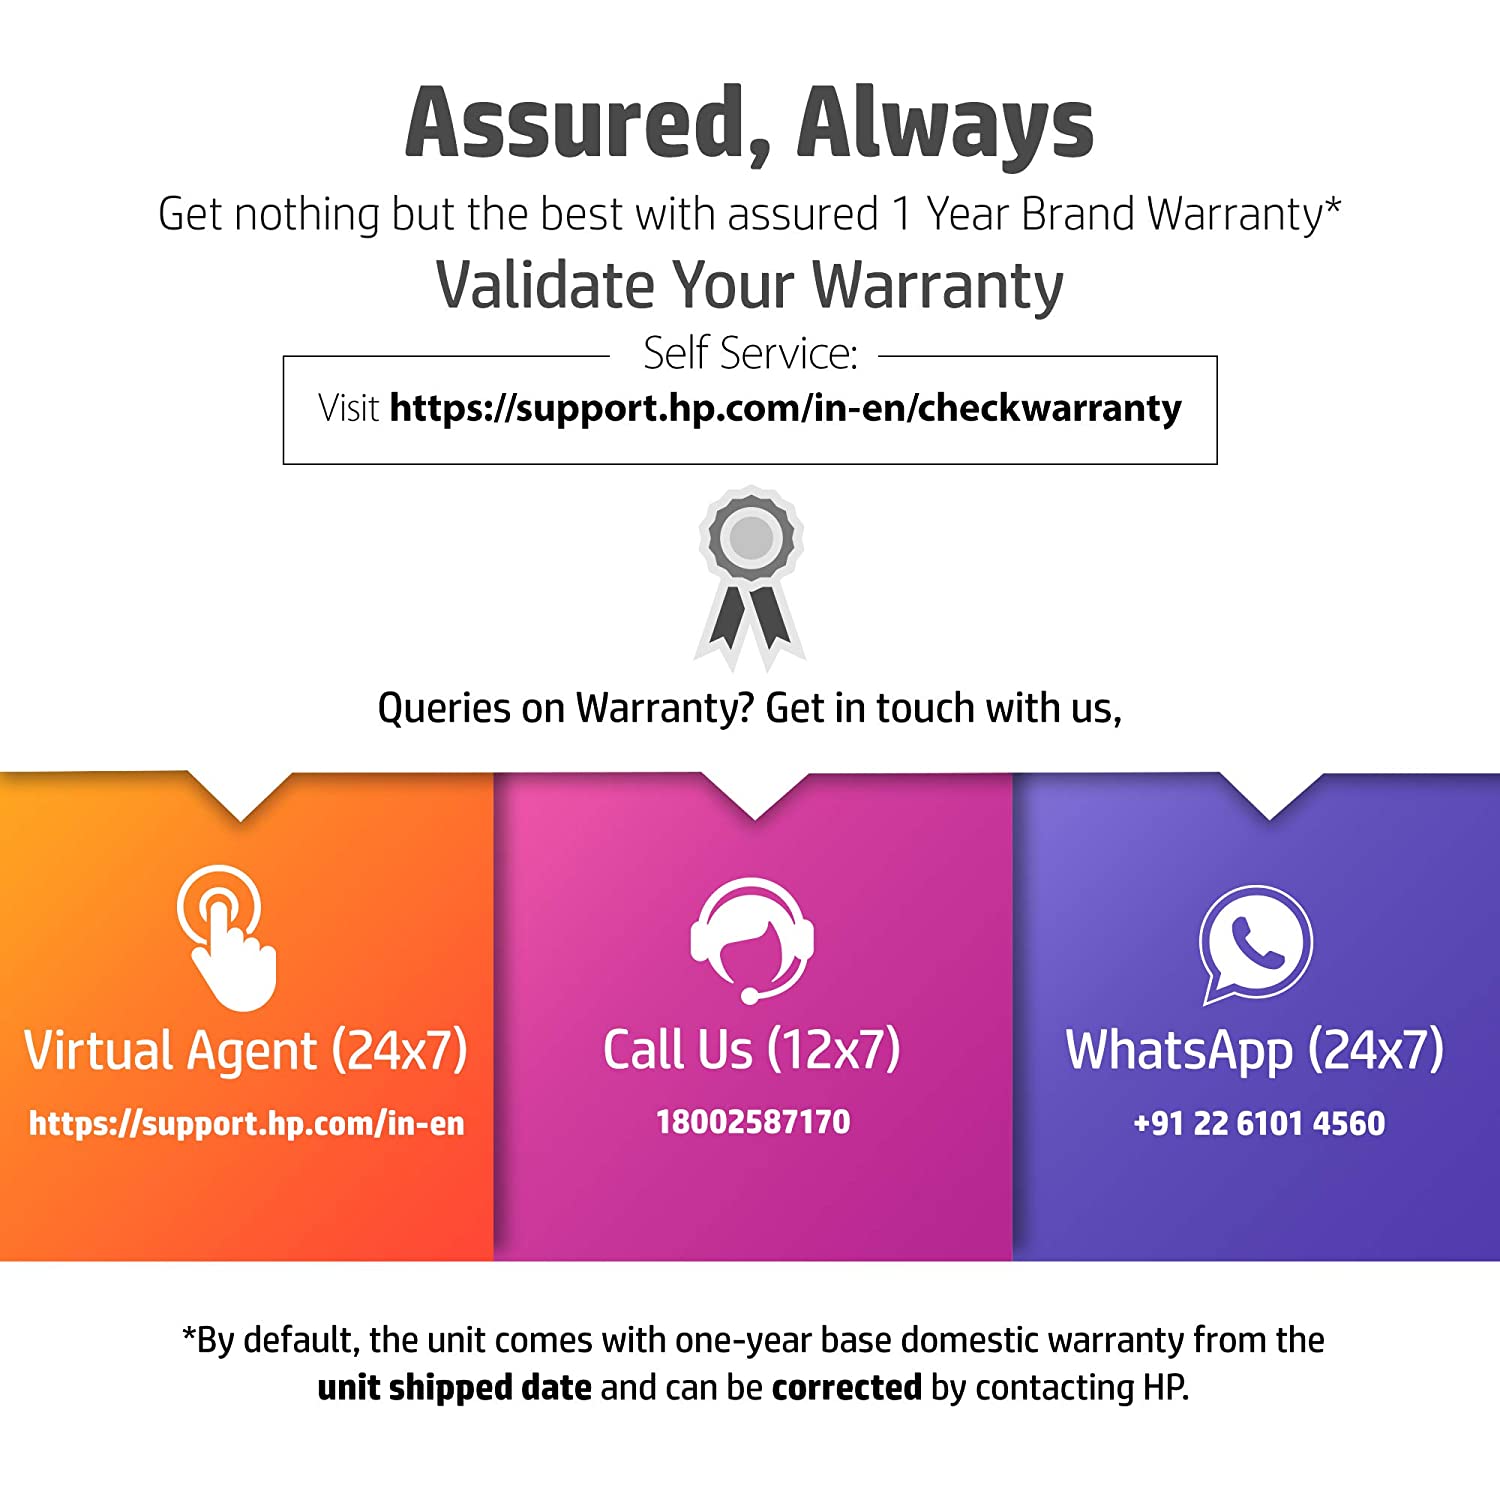 Assured, Always
Get nothing but the best with assured 1 Year Brand Warranty*
Validate Your Warranty
Self Service:
Visit https://support.hp.com/in-en/checkwarranty
Queries on Warranty? Get in touch with us,
Virtual Agent (24x7)
https://support.hp.com/in-en
Call Us (12x7)
18002587170
WhatsApp (24x7)
+91 22 6101 4560
*By default, the unit comes with one-year base domestic warranty from the
unit shipped date and can be corrected by contacting HP.